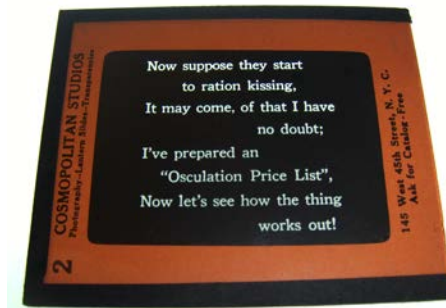 Now suppose they start
to ration kissing,
It may come, of that I have
no doubt;
I've prepared an
"Osculation Price List",
Now let's see how the thing
works out!
2
COSMOPOLITAN STUDIOS
Photography--Lantern Slides--Transparencies
145 West 45th Street, N. Y. C.
Ask for Catalog - Free